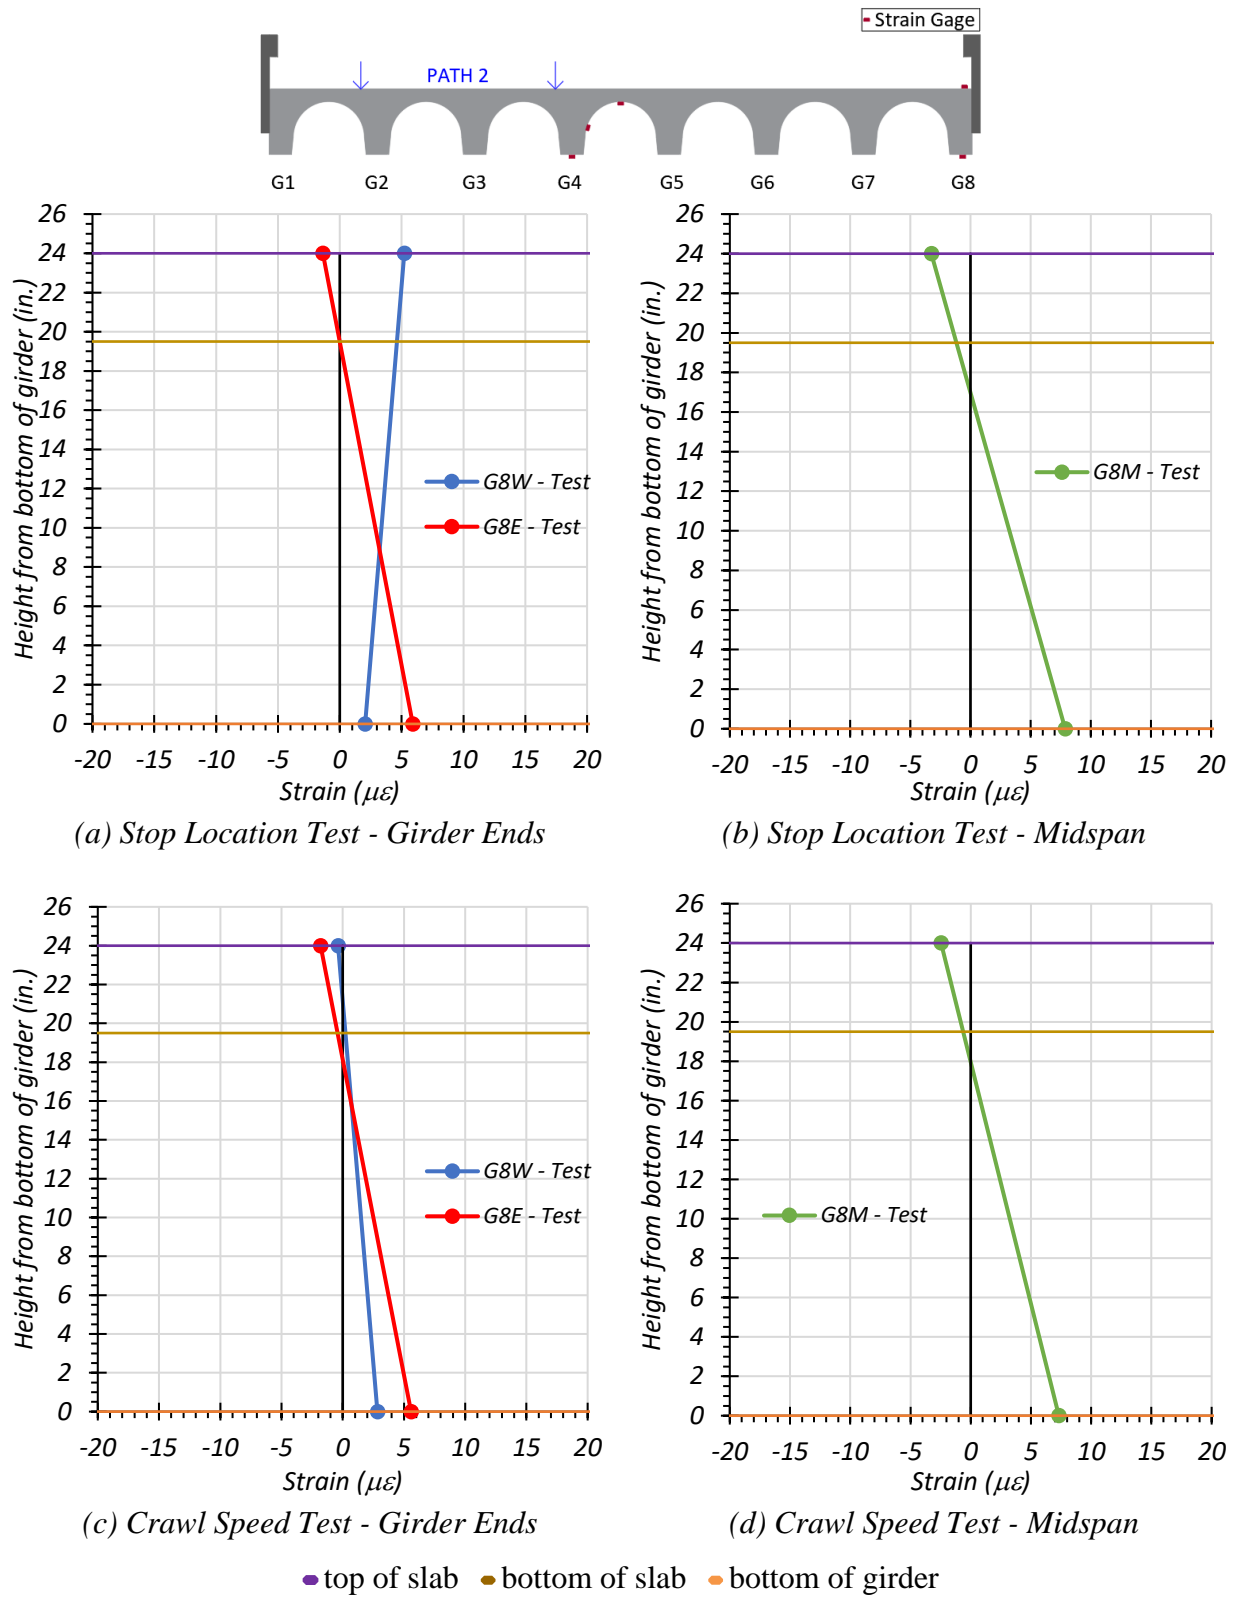 Strain Gage
PATH 2
G1 G2 G3 G4 G5 G6 G7 G8
Height from bottom of girder (in.)
26
24
22
20
18
16
14
12
10
8
6
4
2
0
G8W - Test
G8E - Test
-20 -15 -10 -5 0 5 10 15 20
Strain (με)
(a) Stop Location Test - Girder Ends
Height from bottom of girder (in.)
26
24
22
20
18
16
14
12
10
8
6
4
2
0
G8M - Test
-20 -15 -10 -5 0 5 10 15 20
Strain (με)
(b) Stop Location Test - Midspan
Height from bottom of girder (in.)
26
24
22
20
18
16
14
12
10
8
6
4
2
0
G8W - Test
G8E - Test
-20 -15 -10 -5 0 5 10 15 20
Strain (με)
(c) Crawl Speed Test - Girder Ends
Height from bottom of girder (in.)
26
24
22
20
18
16
14
12
10
8
6
4
2
0
G8M - Test
-20 -15 -10 -5 0 5 10 15 20
Strain (με)
(d) Crawl Speed Test - Midspan
top of slab bottom of slab bottom of girder